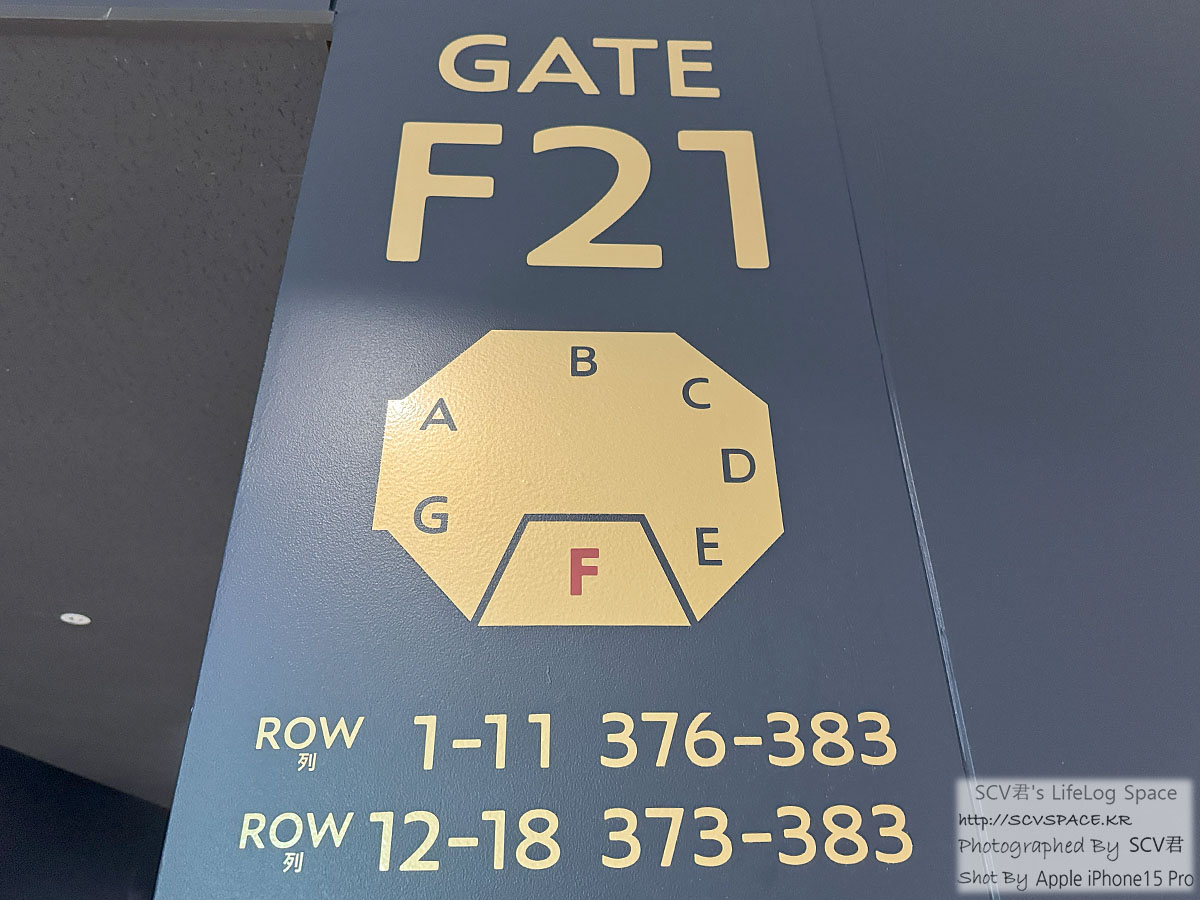 GATE
F21
B
C
A
D
G
E
F
ROW 1-11 376-383
列
ROW 12-18 373-383
列
SCV君's LifeLog Space
http://SCVSPACE.KR
Photographed By SCV君
Shot By Apple iPhone15 Pro